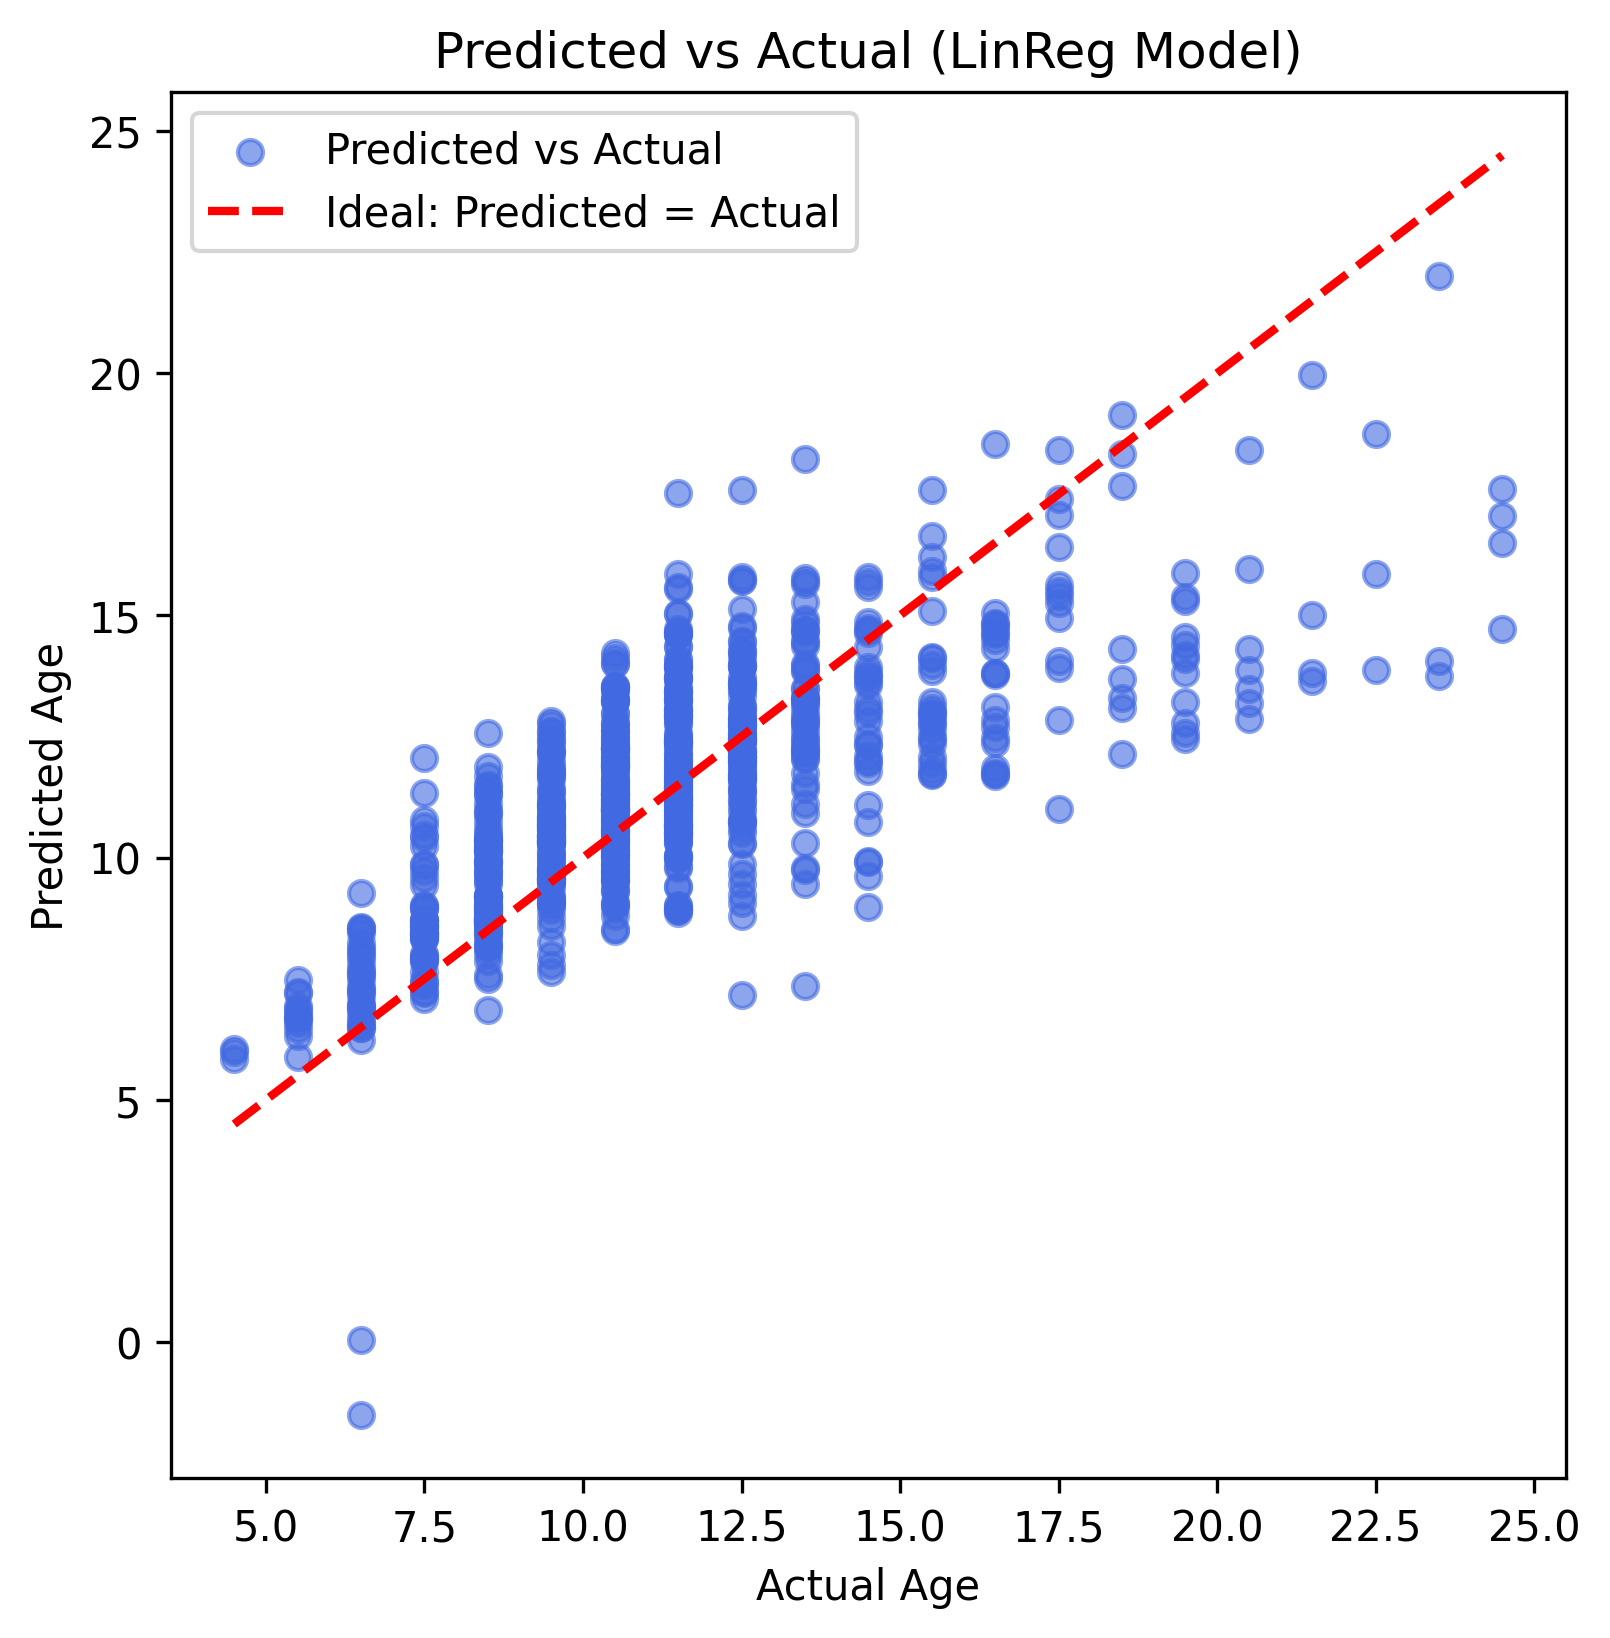 Predicted vs Actual (LinReg Model)
Predicted vs Actual
Ideal: Predicted = Actual
25
20
15
10
5
0
Predicted Age
5.0 7.5 10.0 12.5 15.0 17.5 20.0 22.5 25.0
Actual Age